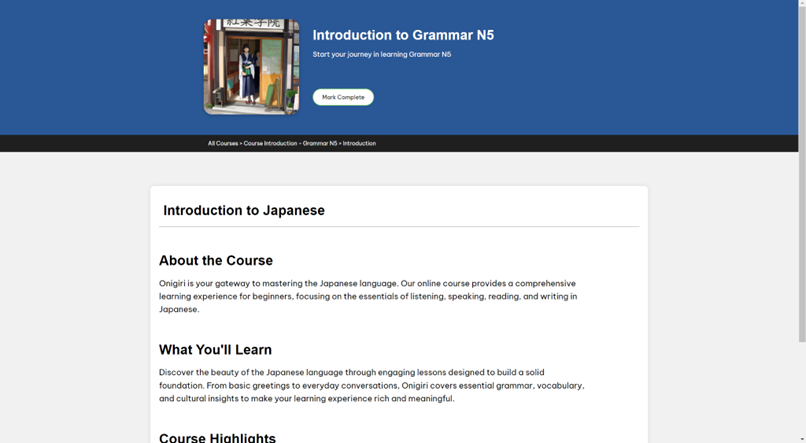 Introduction to Grammar N5
Start your journey in learning Grammar N5
Mark Complete
All Courses > Course Introduction - Grammar N5 > Introduction
Introduction to Japanese
About the Course
Onigiri is your gateway to mastering the Japanese language. Our online course provides a comprehensive
learning experience for beginners, focusing on the essentials of listening, speaking, reading, and writing in
Japanese.
What You'll Learn
Discover the beauty of the Japanese language through engaging lessons designed to build a solid
foundation. From basic greetings to everyday conversations, Onigiri covers essential grammar, vocabulary,
and cultural insights to make your learning experience rich and meaningful.
Course Highlights